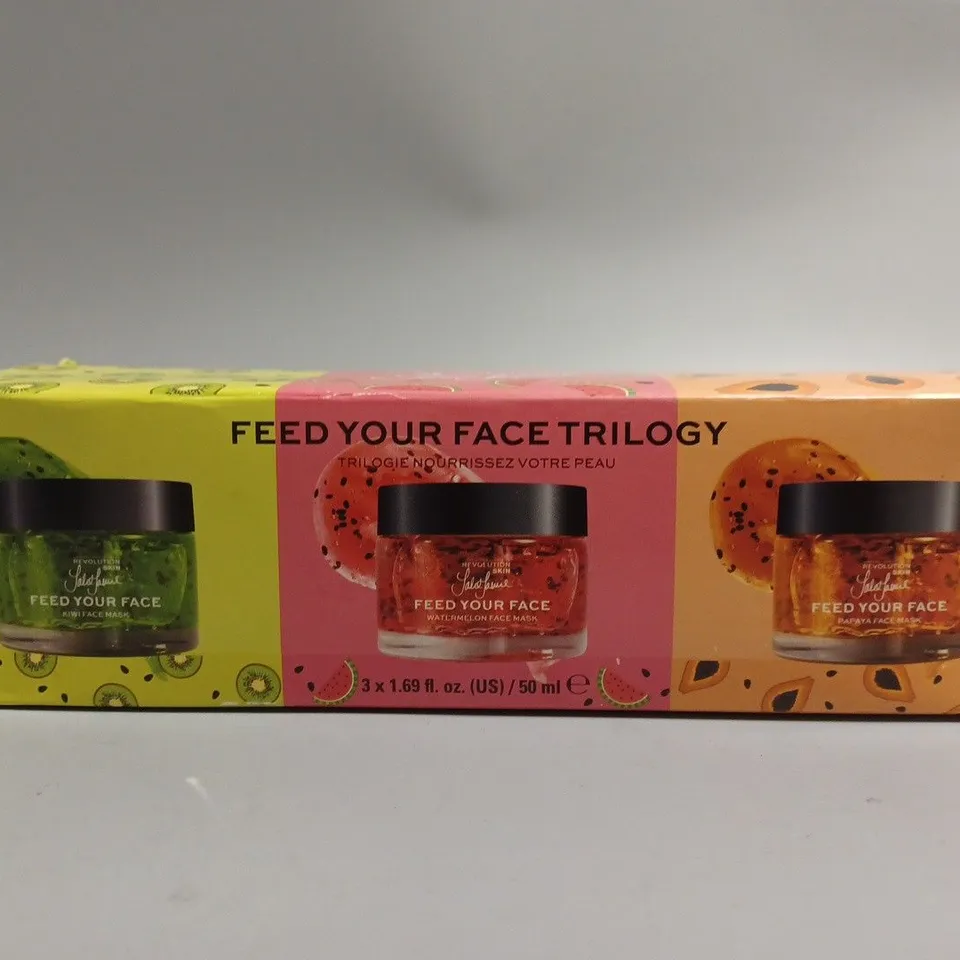 FEED YOUR FACE TRILOGY
TRILOGIE NOURRISSEZ VOTRE PEAU
REVOLUTION
SKIN
FEED YOUR FACE
KIWI FACE MASK
REVOLUTION
SKIN
FEED YOUR FACE
WATERMELON FACE MASK
REVOLUTION
SKIN
FEED YOUR FACE
PAPAYA FACE MASK
3 x 1.69 fl. oz. (US) / 50 ml ℮